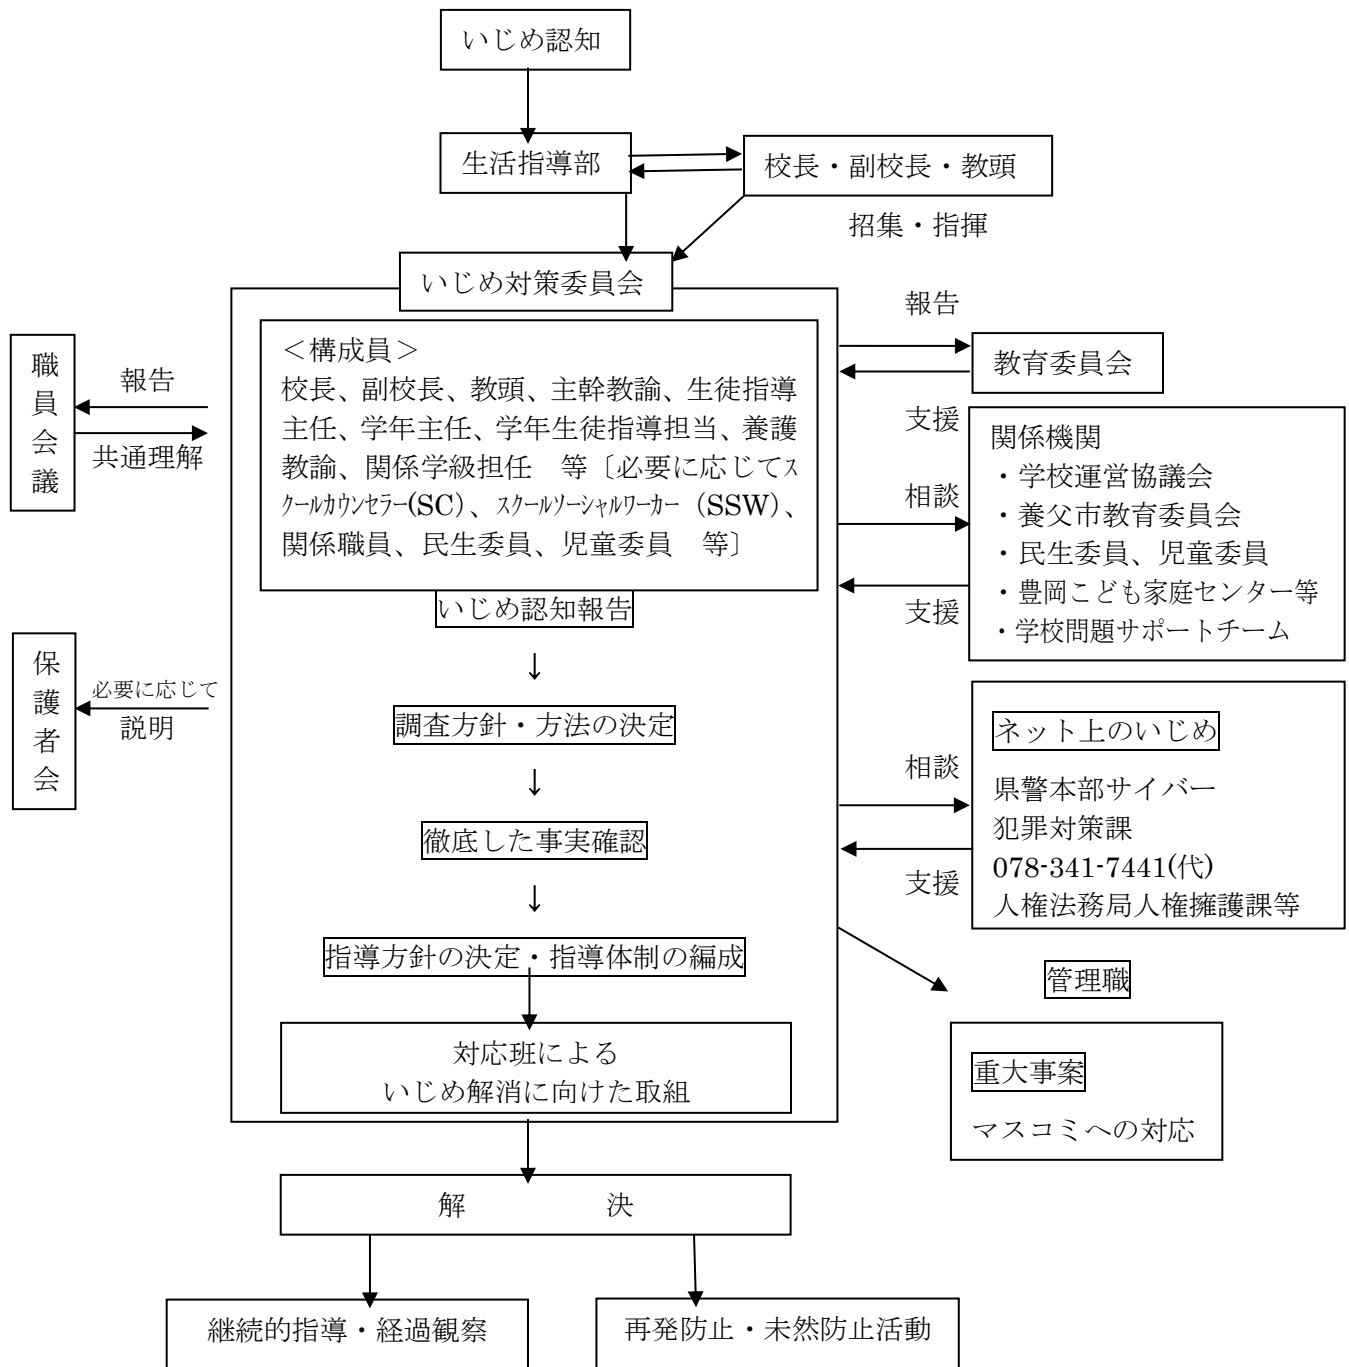 いじめ認知
生活指導部
校長・副校長・教頭
招集・指揮
いじめ対策委員会
＜構成員＞
校長、副校長、教頭、主幹教諭、生徒指導
主任、学年主任、学年生徒指導担当、養護
教諭、関係学級担任　等〔必要に応じてｽ
ｸｰﾙｶｳﾝｾﾗｰ(SC)、ｽｸｰﾙｿｰｼｬﾙﾜｰｶｰ（SSW）、
関係職員、民生委員、児童委員　等〕
職員会議
報告
共通理解
保護者会
必要に応じて
説明
いじめ認知報告
↓
調査方針・方法の決定
↓
徹底した事実確認
↓
指導方針の決定・指導体制の編成
対応班による
いじめ解消に向けた取組
報告
教育委員会
支援
関係機関
・学校運営協議会
・養父市教育委員会
・民生委員、児童委員
・豊岡こども家庭センター等
・学校問題サポートチーム
相談
支援
ネット上のいじめ
県警本部サイバー
犯罪対策課
078-341-7441(代)
人権法務局人権擁護課等
相談
支援
管理職
重大事案
マスコミへの対応
解　　　　　決
継続的指導・経過観察
再発防止・未然防止活動